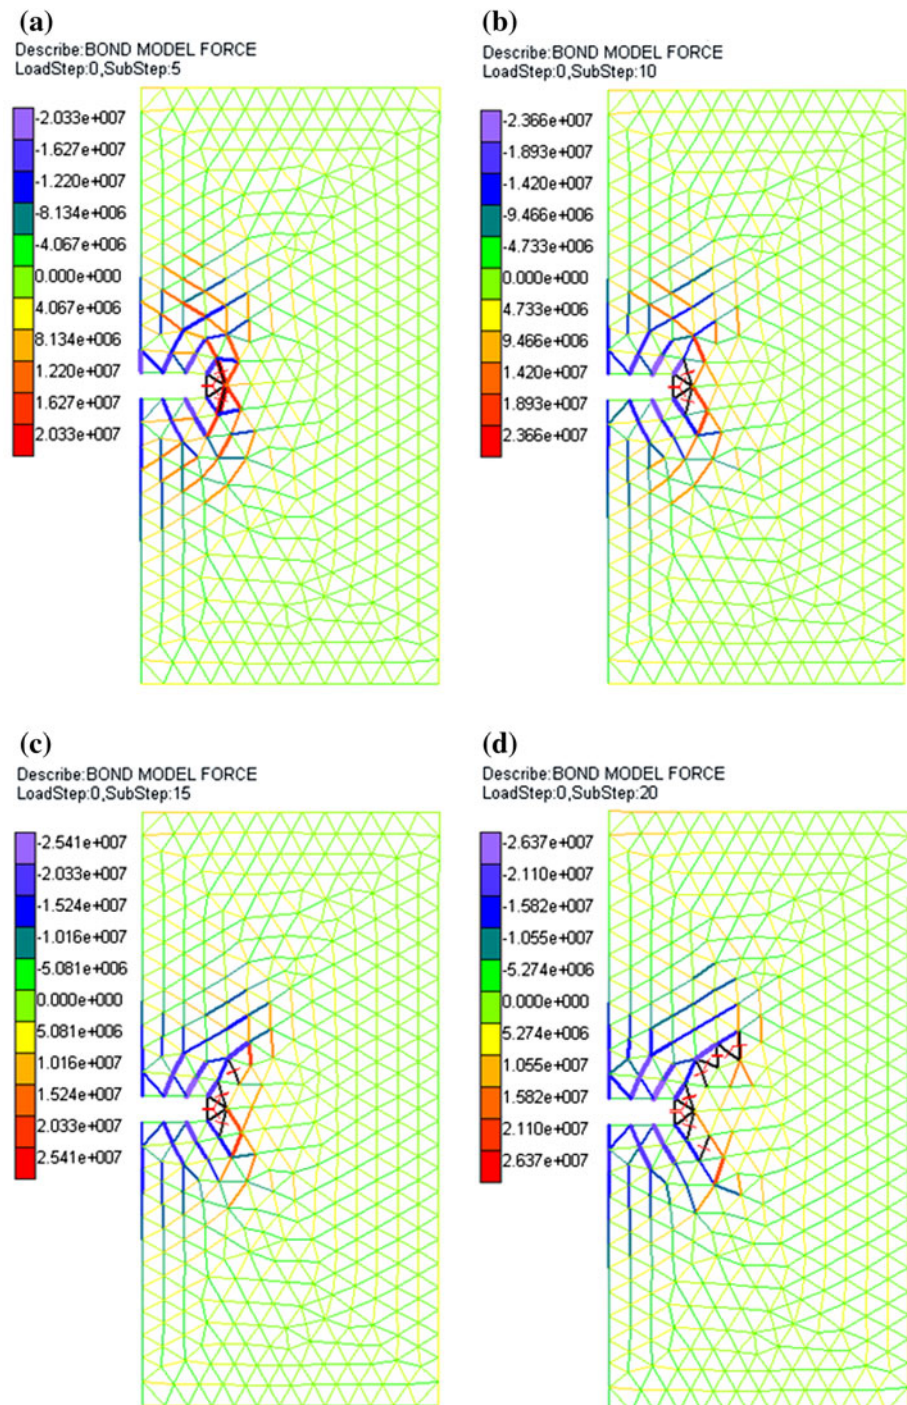 (a)
Describe:BOND MODEL FORCE
LoadStep:0,SubStep:5
-2.033e+007
-1.627e+007
-1.220e+007
-8.134e+006
-4.067e+006
0.000e+000
4.067e+006
8.134e+006
1.220e+007
1.627e+007
2.033e+007
(b)
Describe:BOND MODEL FORCE
LoadStep:0,SubStep:10
-2.366e+007
-1.893e+007
-1.420e+007
-9.466e+006
-4.733e+006
0.000e+000
4.733e+006
9.466e+006
1.420e+007
1.893e+007
2.366e+007
(c)
Describe:BOND MODEL FORCE
LoadStep:0,SubStep:15
-2.541e+007
-2.033e+007
-1.524e+007
-1.016e+007
-5.081e+006
0.000e+000
5.081e+006
1.016e+007
1.524e+007
2.033e+007
2.541e+007
(d)
Describe:BOND MODEL FORCE
LoadStep:0,SubStep:20
-2.637e+007
-2.110e+007
-1.582e+007
-1.055e+007
-5.274e+006
0.000e+000
5.274e+006
1.055e+007
1.582e+007
2.110e+007
2.637e+007